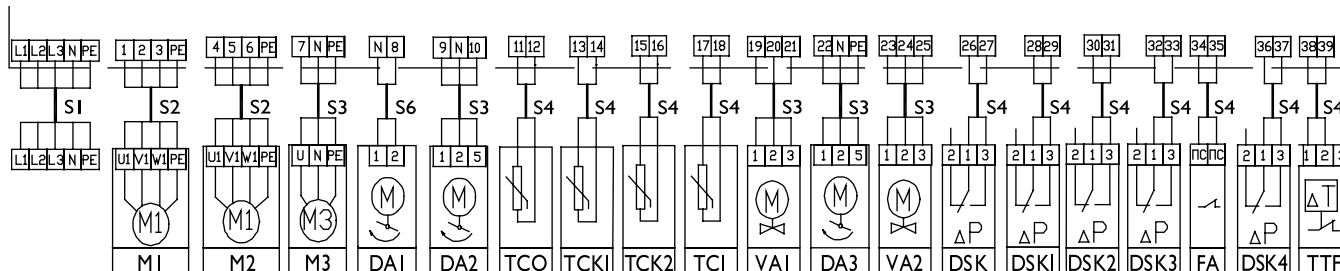 L1 L2 L3 N PE 1 2 3 PE 4 5 6 PE 7 N PE N 8 9 N 10 11 12 13 14 15 16 17 18 19 20 21 22 N PE 23 24 25 26 27 28 29 30 31 32 33 34 35 36 37 38 39
S1 S2 S2 S3 S6 S3 S4 S4 S4 S4 S3 S3 S3 S4 S4 S4 S4 S4 S4
L1 L2 L3 N PE U1 V1 W1 PE U1 V1 W1 PE U N PE 1 2 1 2 5 1 2 3 1 2 5 1 2 3 2 1 3 2 1 3 2 1 3 2 1 3 ПС ПС 2 1 3 1 2 3
M1 M1 M3 M M M M M ΔP ΔP ΔP ΔP ΔP ΔT
M1 M2 M3 DA1 DA2 TCO TCK1 TCK2 TC1 VA1 DA3 VA2 DSK DSK1 DSK2 DSK3 FA DSK4